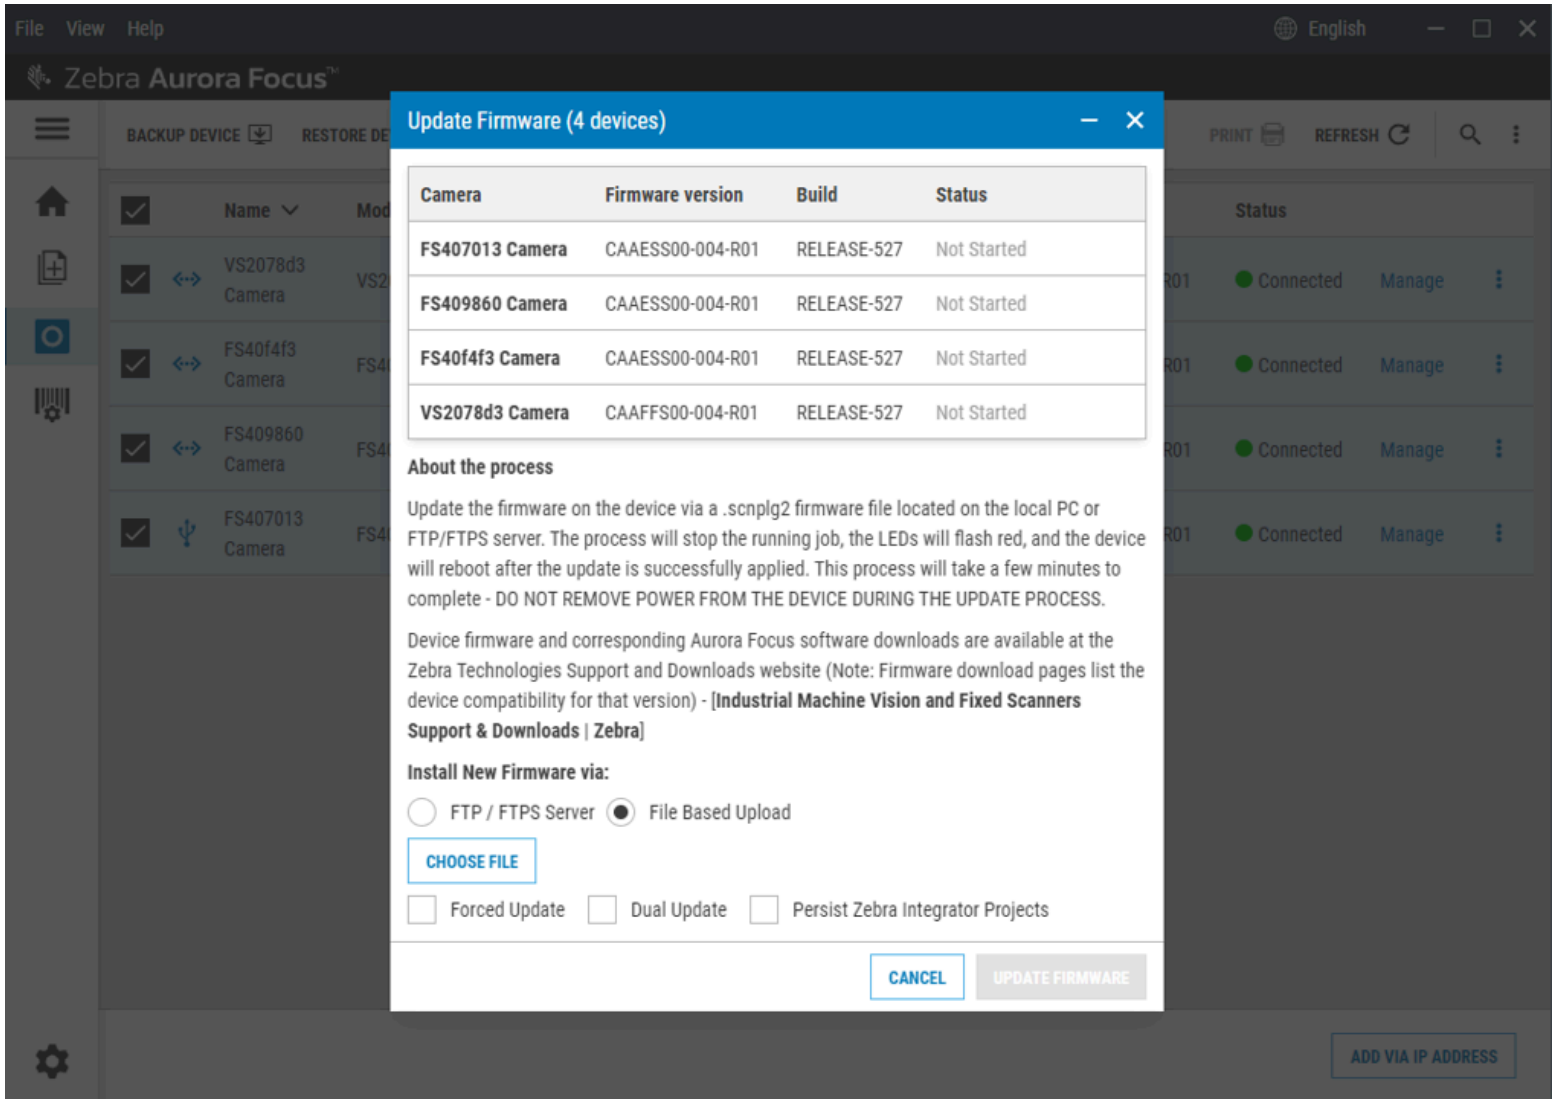 File View Help English
Zebra Aurora Focus™
BACKUP DEVICE RESTORE DE
PRINT REFRESH
Name Mod
Status
VS2078d3
Camera
VS2
R01 Connected Manage
FS40f4f3
Camera
FS4
R01 Connected Manage
FS409860
Camera
FS4
R01 Connected Manage
FS407013
Camera
FS4
R01 Connected Manage
Update Firmware (4 devices)
Camera Firmware version Build Status
FS407013 Camera CAAESS00-004-R01 RELEASE-527 Not Started
FS409860 Camera CAAESS00-004-R01 RELEASE-527 Not Started
FS40f4f3 Camera CAAESS00-004-R01 RELEASE-527 Not Started
VS2078d3 Camera CAAFFS00-004-R01 RELEASE-527 Not Started
About the process
Update the firmware on the device via a .scnplg2 firmware file located on the local PC or
FTP/FTPS server. The process will stop the running job, the LEDs will flash red, and the device
will reboot after the update is successfully applied. This process will take a few minutes to
complete - DO NOT REMOVE POWER FROM THE DEVICE DURING THE UPDATE PROCESS.
Device firmware and corresponding Aurora Focus software downloads are available at the
Zebra Technologies Support and Downloads website (Note: Firmware download pages list the
device compatibility for that version) - [Industrial Machine Vision and Fixed Scanners
Support & Downloads | Zebra]
Install New Firmware via:
FTP / FTPS Server File Based Upload
CHOOSE FILE
Forced Update Dual Update Persist Zebra Integrator Projects
CANCEL UPDATE FIRMWARE
ADD VIA IP ADDRESS